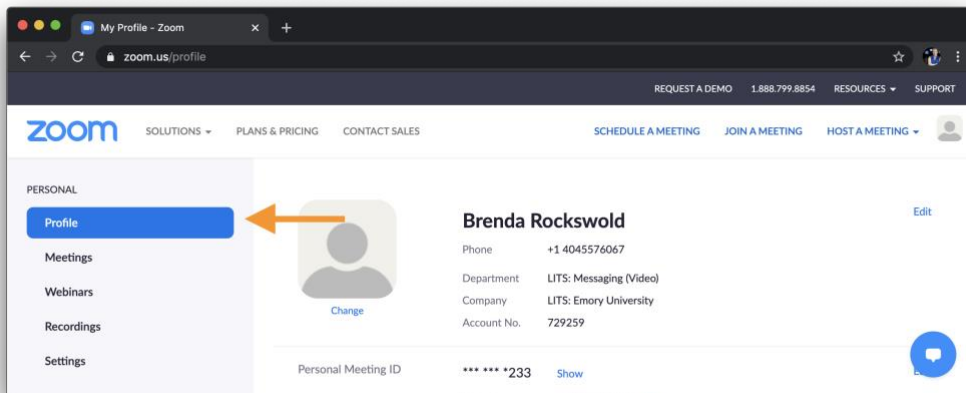 My Profile - Zoom
zoom.us/profile
REQUEST A DEMO 1.888.799.8854 RESOURCES SUPPORT
zoom SOLUTIONS PLANS & PRICING CONTACT SALES SCHEDULE A MEETING JOIN A MEETING HOST A MEETING
PERSONAL
Profile
Meetings
Webinars
Recordings
Settings
Change
Brenda Rockswold
Edit
Phone +1 4045576067
Department LITS: Messaging (Video)
Company LITS: Emory University
Account No. 729259
Personal Meeting ID *** *** *233 Show